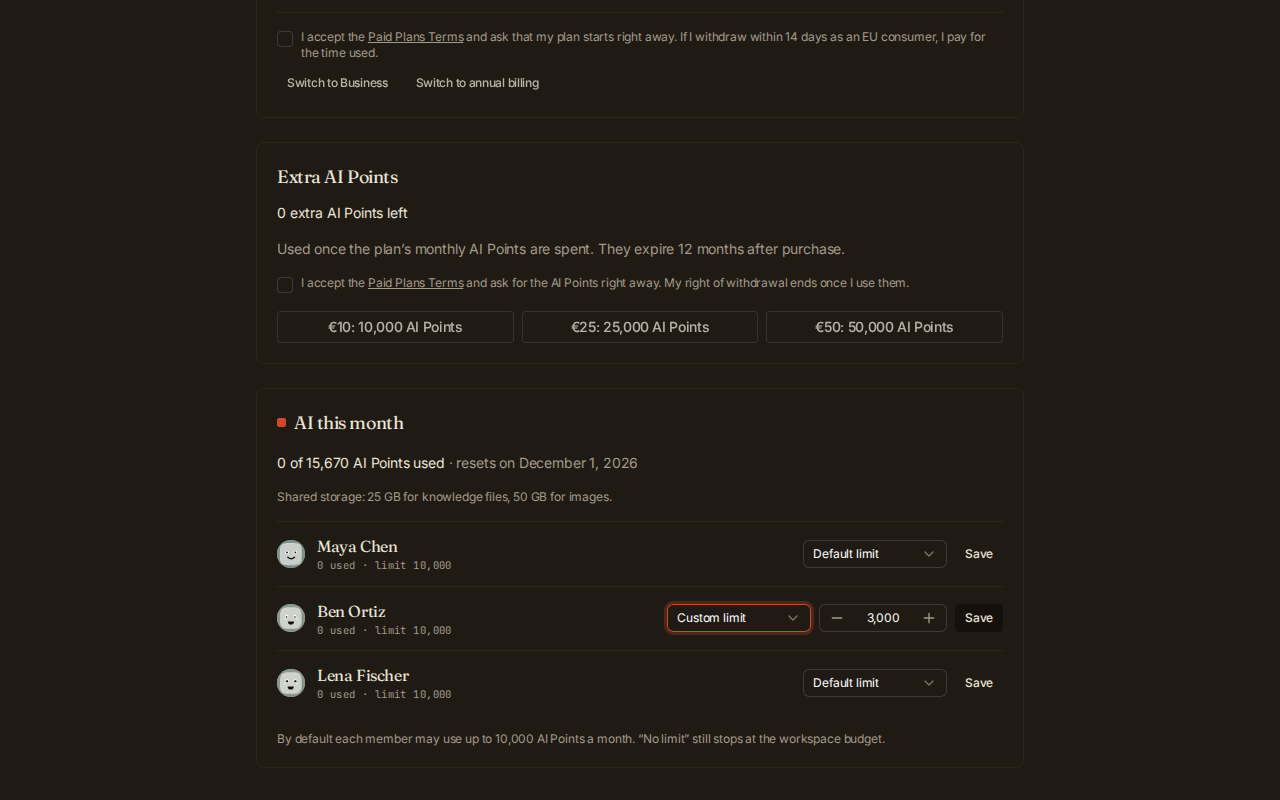 I accept the Paid Plans Terms and ask that my plan starts right away. If I withdraw within 14 days as an EU consumer, I pay for
the time used.
Switch to Business
Switch to annual billing
Extra AI Points
0 extra AI Points left
Used once the plan’s monthly AI Points are spent. They expire 12 months after purchase.
I accept the Paid Plans Terms and ask for the AI Points right away. My right of withdrawal ends once I use them.
€10: 10,000 AI Points
€25: 25,000 AI Points
€50: 50,000 AI Points
AI this month
0 of 15,670 AI Points used · resets on December 1, 2026
Shared storage: 25 GB for knowledge files, 50 GB for images.
Maya Chen
0 used · limit 10,000
Default limit
Save
Ben Ortiz
0 used · limit 10,000
Custom limit
3,000
Save
Lena Fischer
0 used · limit 10,000
Default limit
Save
By default each member may use up to 10,000 AI Points a month. “No limit” still stops at the workspace budget.